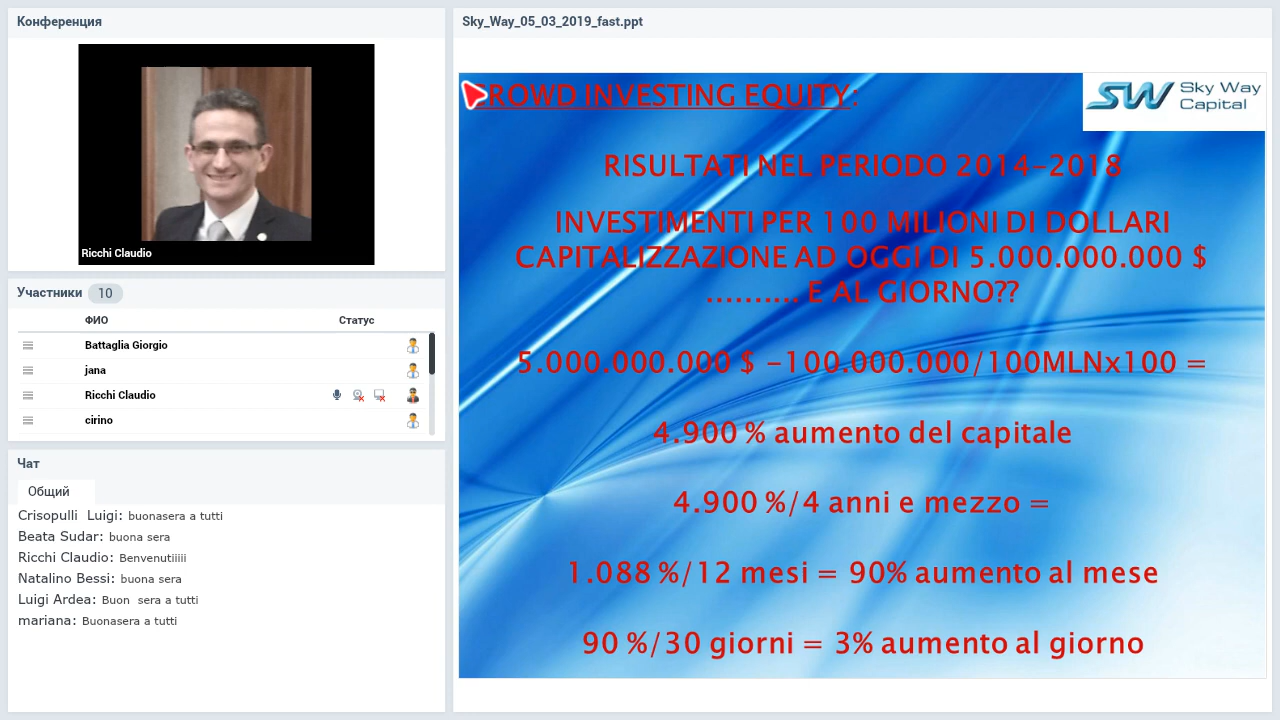 Конференция
Ricchi Claudio
Участники 10
ФИО Статус
Battaglia Giorgio
jana
Ricchi Claudio
cirino
Чат
Общий
Crisopulli Luigi: buonasera a tutti
Beata Sudar: buona sera
Ricchi Claudio: Benvenutiiiii
Natalino Bessi: buona sera
Luigi Ardea: Buon sera a tutti
mariana: Buonasera a tutti
Sky_Way_05_03_2019_fast.ppt
CROWD INVESTING EQUITY:
SW Sky Way
Capital
RISULTATI NEL PERIODO 2014-2018
INVESTIMENTI PER 100 MILIONI DI DOLLARI
CAPITALIZZAZIONE AD OGGI DI 5.000.000.000 $
.......... E AL GIORNO??
5.000.000.000 $ -100.000.000/100MLNx100 =
4.900 % aumento del capitale
4.900 %/4 anni e mezzo =
1.088 %/12 mesi = 90% aumento al mese
90 %/30 giorni = 3% aumento al giorno